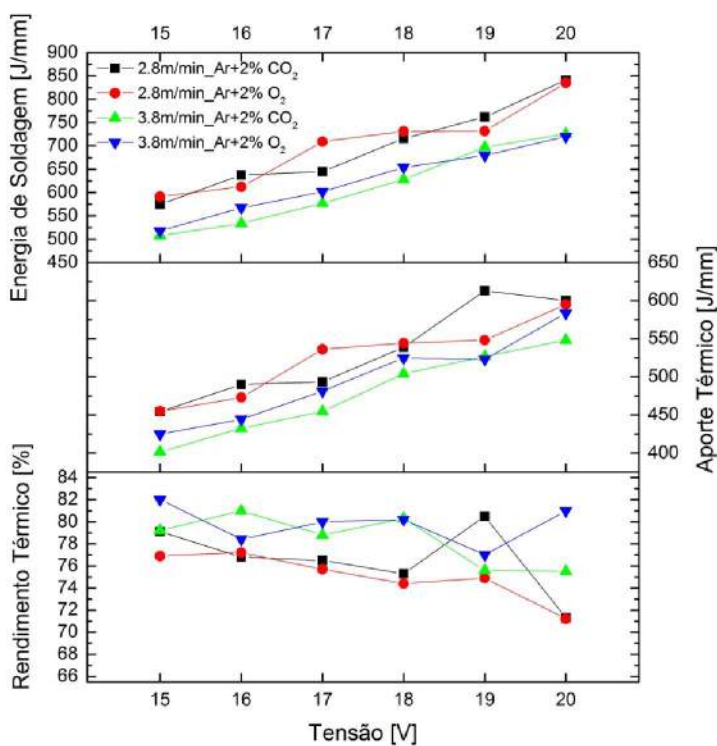 15 16 17 18 19 20
Energia de Soldagem [J/mm]
900
850
800
750
700
650
600
550
500
450
2.8m/min_Ar+2% CO₂
2.8m/min_Ar+2% O₂
3.8m/min_Ar+2% CO₂
3.8m/min_Ar+2% O₂
Aporte Térmico [J/mm]
650
600
550
500
450
400
Rendimento Térmico [%]
84
82
80
78
76
74
72
70
68
66
15 16 17 18 19 20
Tensão [V]